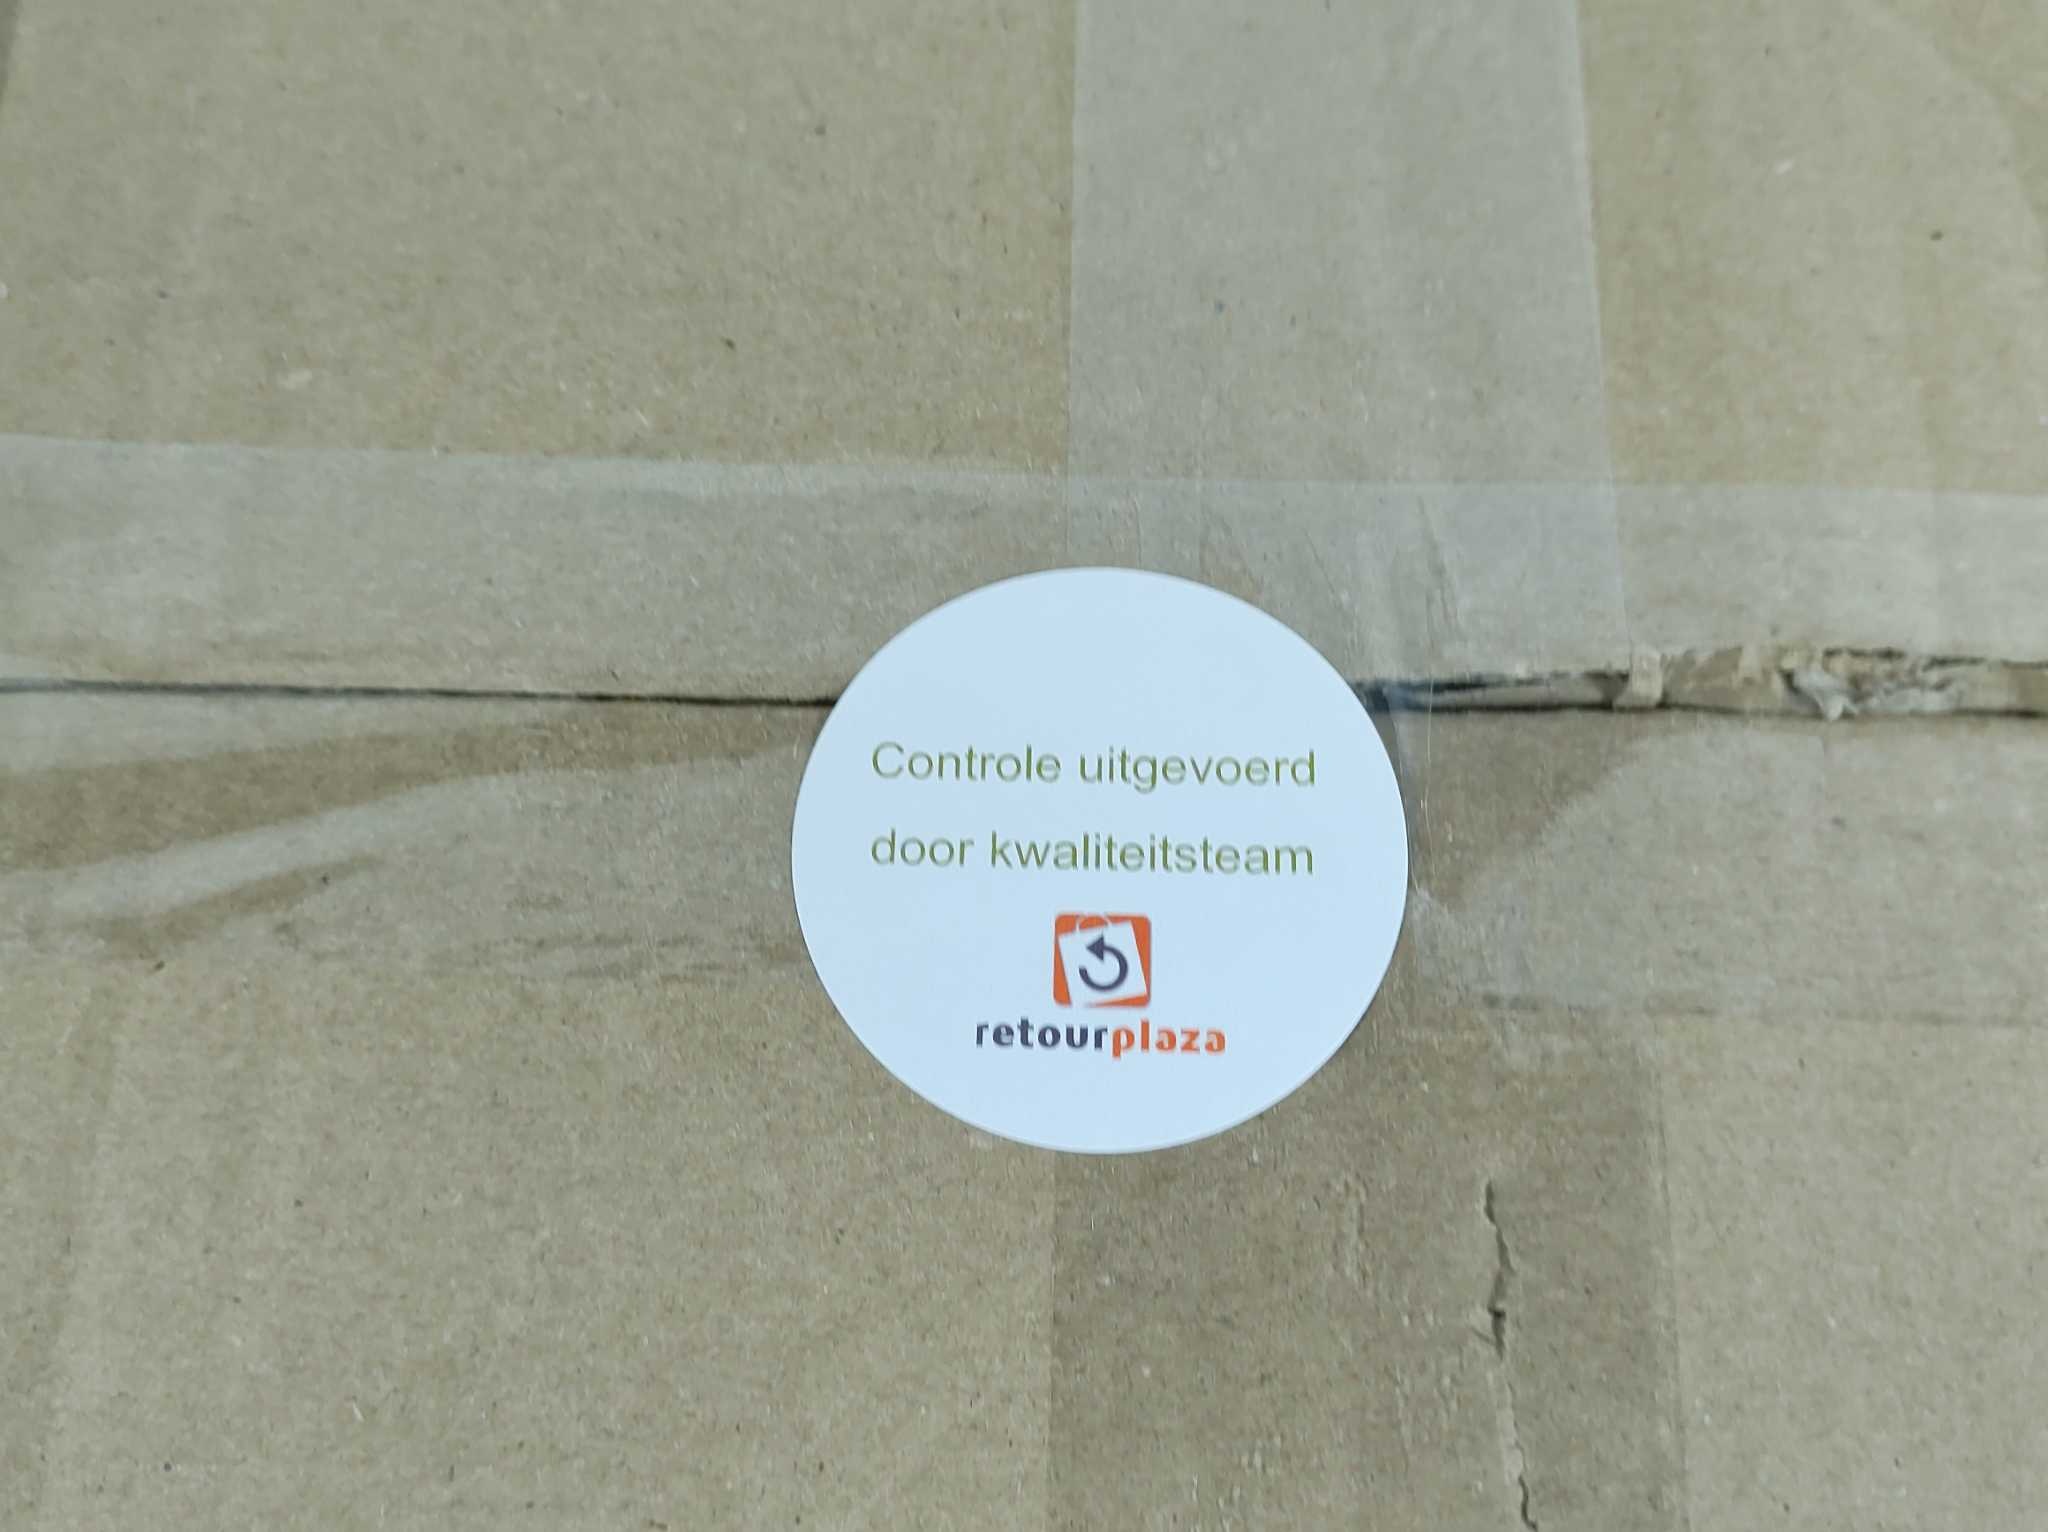 Controle uitgevoerd
door kwaliteitsteam
retourplaza